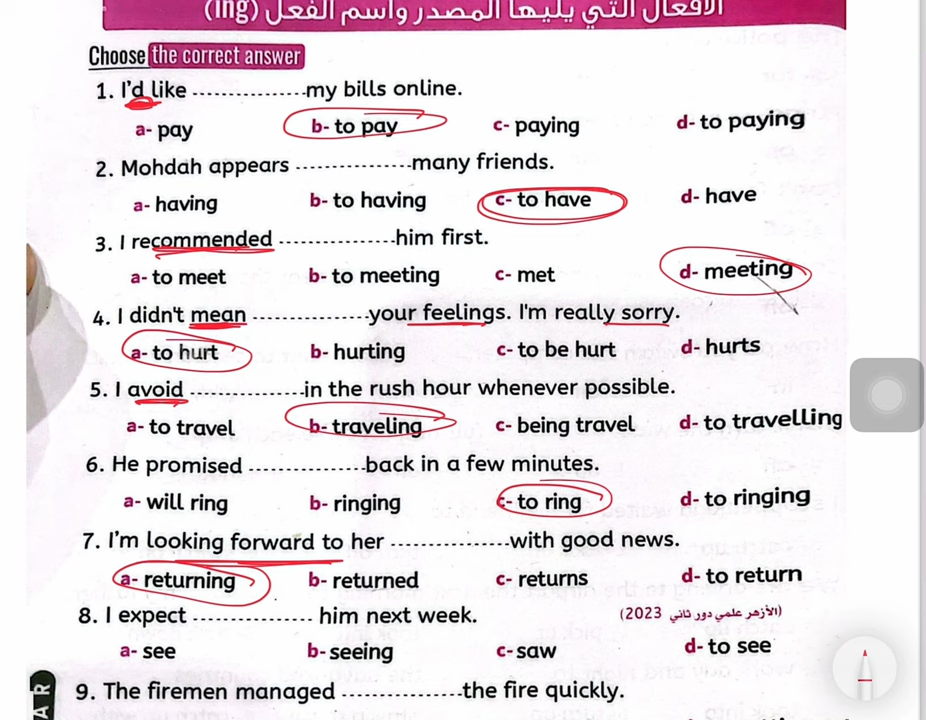 الأفعال التي يليها المصدر واسم الفعل (ing)
Choose the correct answer
1. I'd like ..............my bills online.
a- pay b- to pay c- paying d- to paying
2. Mohdah appears ..............many friends.
a- having b- to having c- to have d- have
3. I recommended ..............him first.
a- to meet b- to meeting c- met d- meeting
4. I didn't mean ..............your feelings. I'm really sorry.
a- to hurt b- hurting c- to be hurt d- hurts
5. I avoid ..............in the rush hour whenever possible.
a- to travel b- traveling c- being travel d- to travelling
6. He promised ..............back in a few minutes.
a- will ring b- ringing c- to ring d- to ringing
7. I'm looking forward to her ..............with good news.
a- returning b- returned c- returns d- to return
8. I expect .............. him next week. (الأزهر علمي دور ثاني 2023)
a- see b- seeing c- saw d- to see
9. The firemen managed ..............the fire quickly.